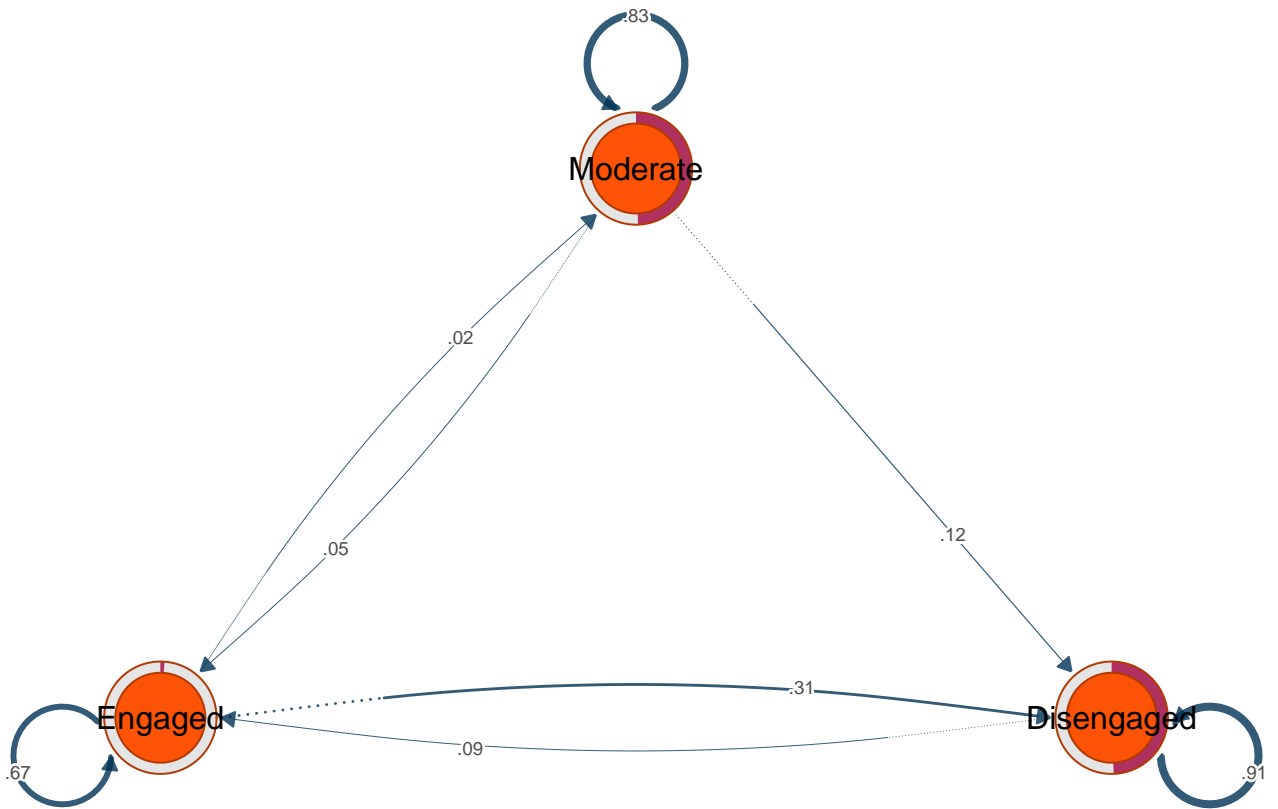 .83
Moderate
.02
.12
.05
.31
Engaged
Disengaged
.09
.67
.91